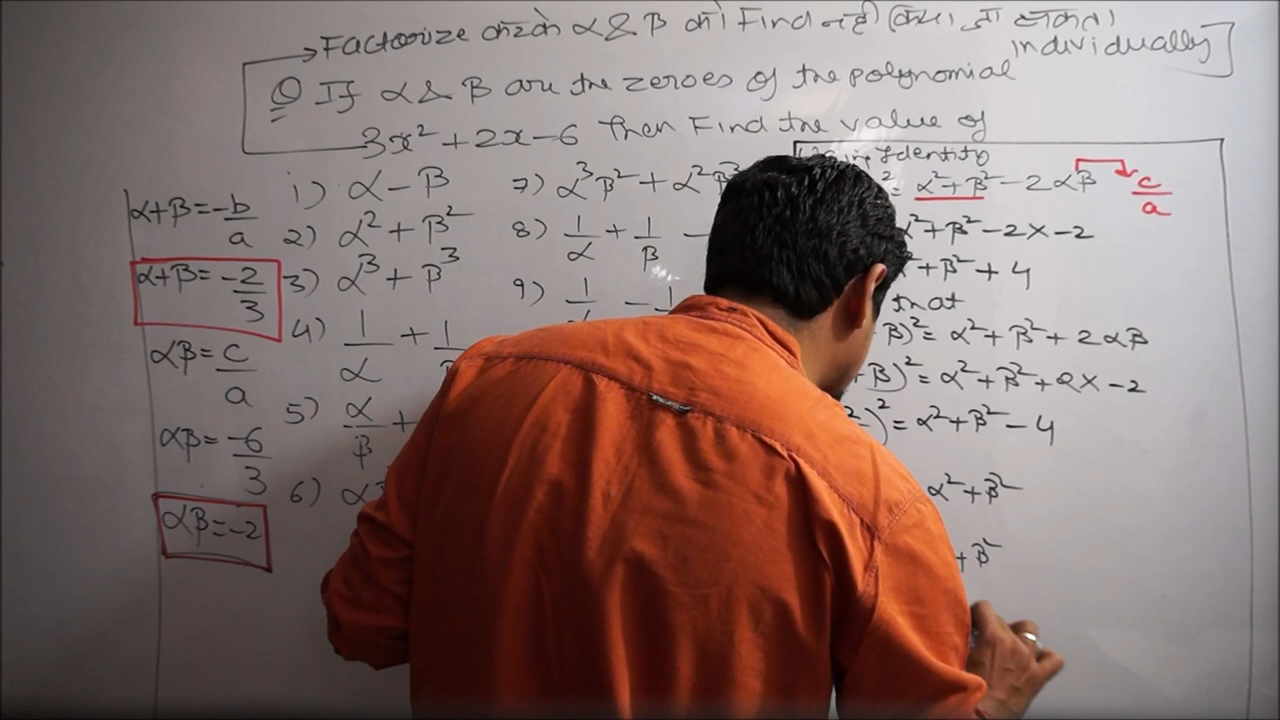 Factorize करके α & β को Find नहीं किया जा सकता
individually
Q If α & β are the zeroes of the polynomial
3x² + 2x - 6 Then Find the value of
α+β = -b/a
α+β = -2/3
αβ = c/a
αβ = -6/3
αβ = -2
1) α - β
2) α² + β²
3) α³ + β³
4) 1/α + 1/
5) α/β +
6) α
7) α³β² + α²β³
8) 1/α + 1/β -
9) 1 - 1
Identity
² = α² + β² - 2αβ c/a
α² + β² - 2x - 2
² + β² + 4
that
β)² = α² + β² + 2αβ
+β)² = α² + β² + 2x - 2
)² = α² + β² - 4
α² + β²
+ β²